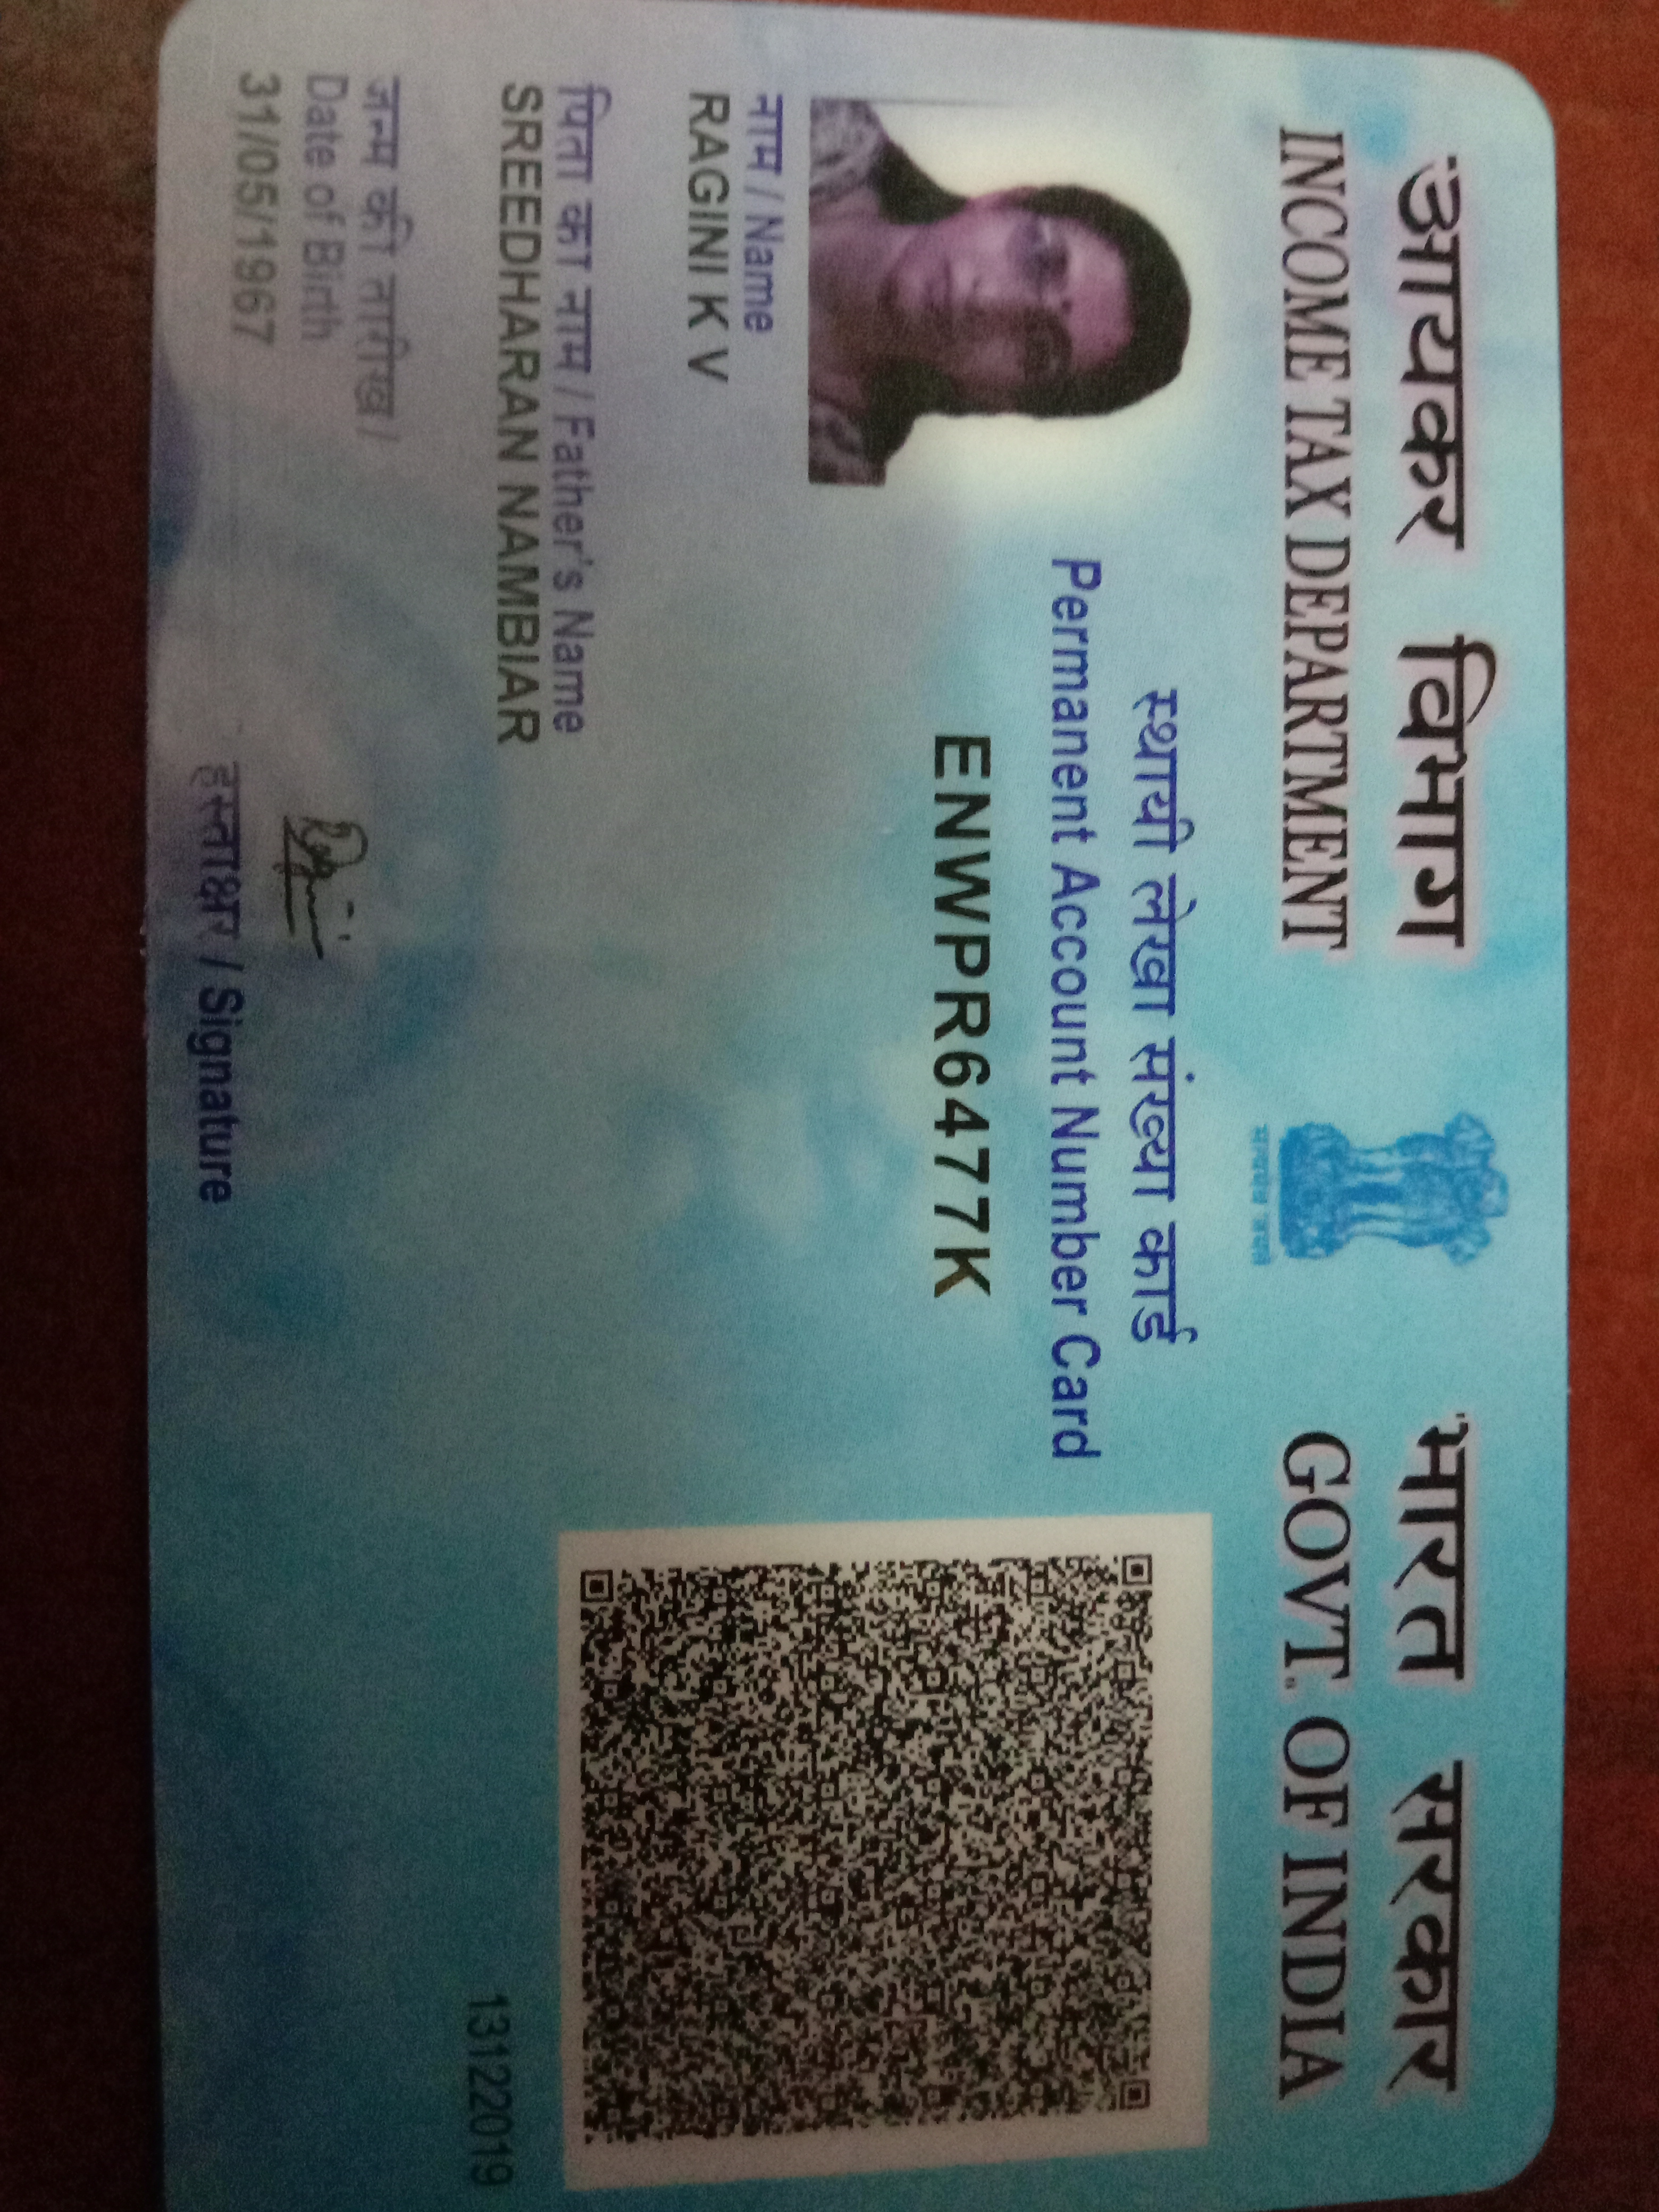 आयकर विभाग
INCOME TAX DEPARTMENT
सत्यमेव जयते
भारत सरकार
GOVT. OF INDIA
स्थायी लेखा संख्या कार्ड
Permanent Account Number Card
ENWPR6477K
नाम / Name
RAGINI K V
पिता का नाम / Father's Name
SREEDHARAN NAMBIAR
जन्म की तारीख /
Date of Birth
31/05/1967
Ragini
हस्ताक्षर / Signature
13122019